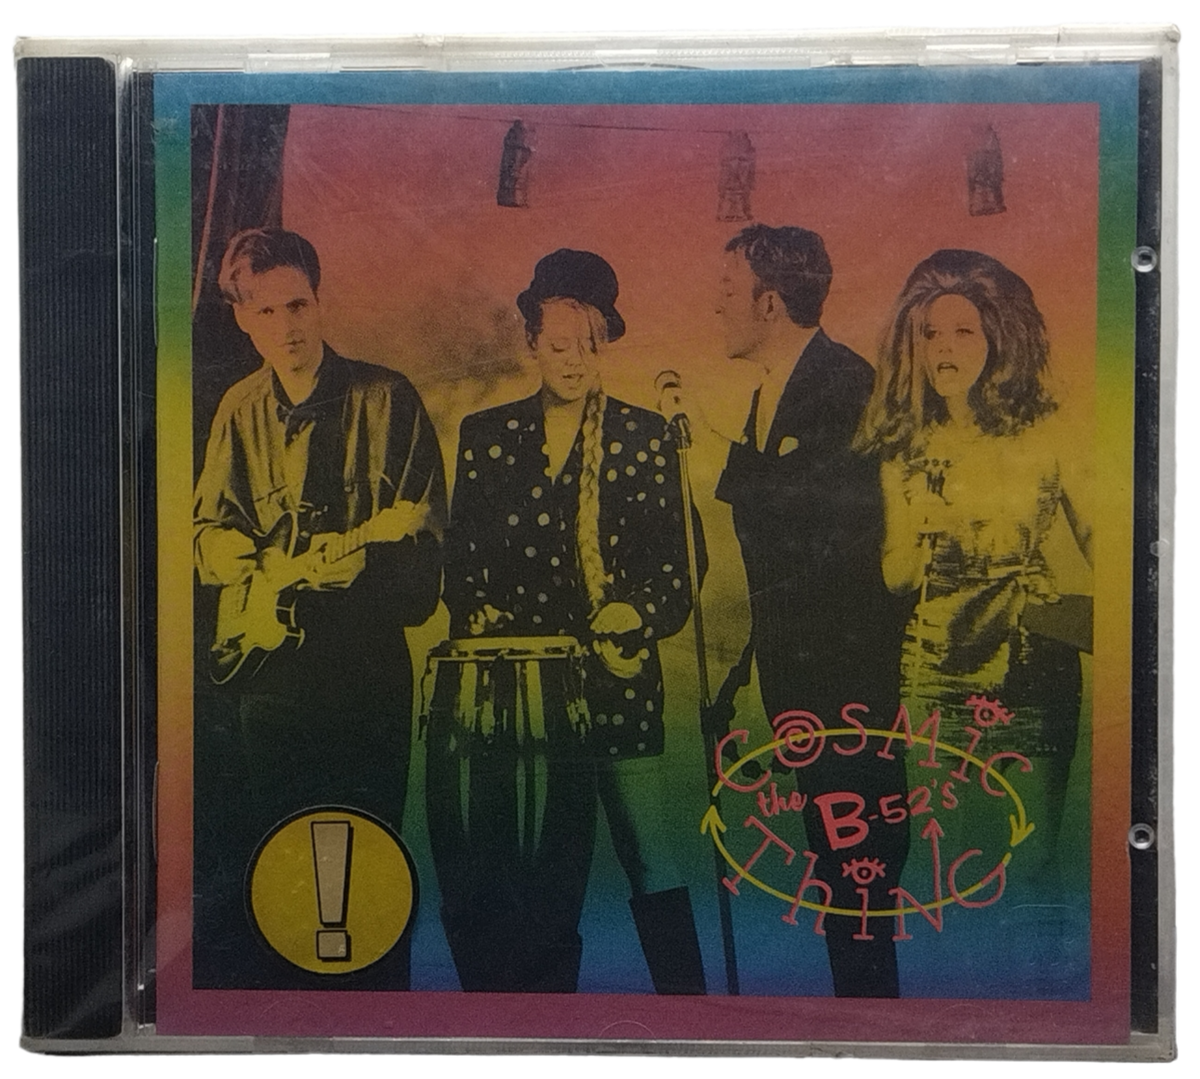 COSMiC
the B-52's
ThiNG
!